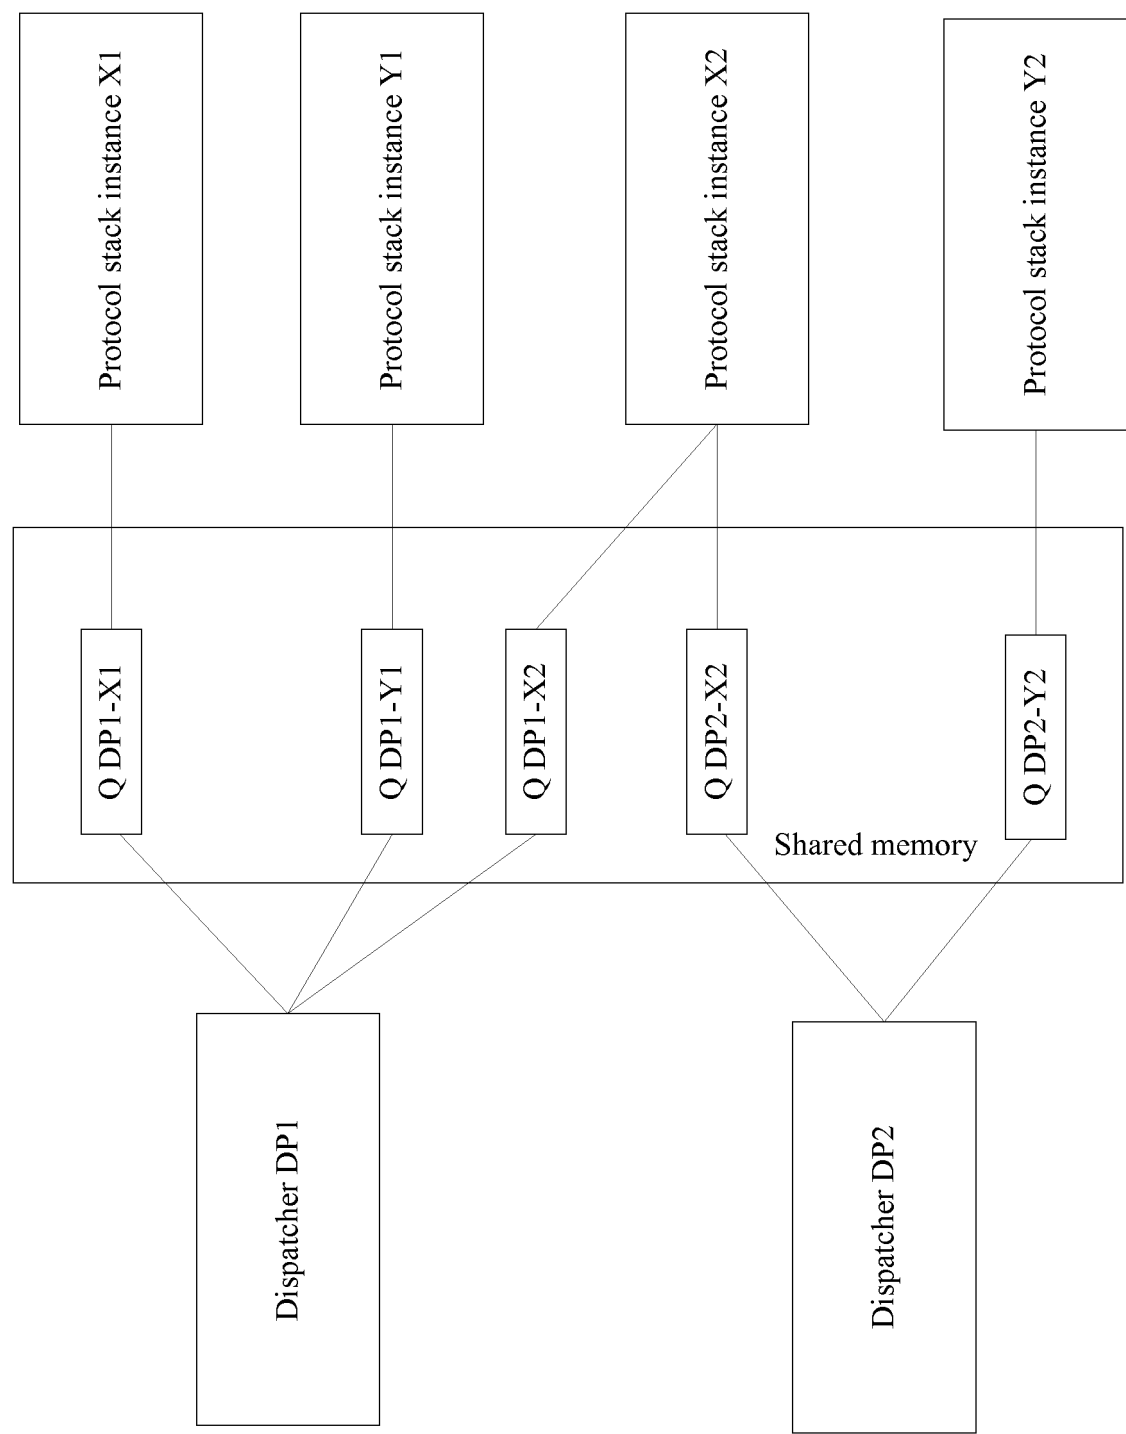 Protocol stack instance X1
Protocol stack instance Y1
Protocol stack instance X2
Protocol stack instance Y2
Q DP1-X1
Q DP1-Y1
Q DP1-X2
Q DP2-X2
Q DP2-Y2
Shared memory
Dispatcher DP1
Dispatcher DP2